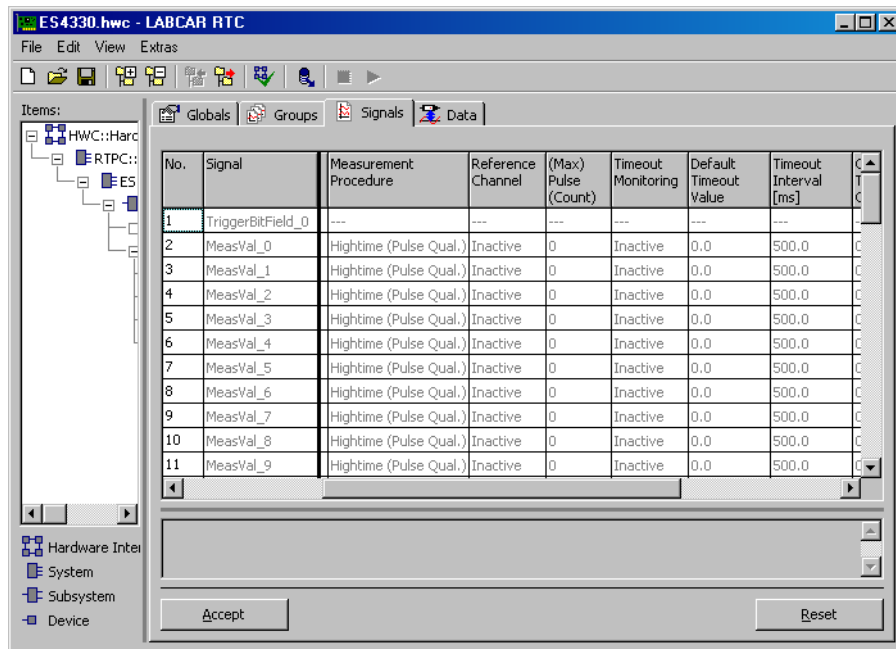 ES4330.hwc - LABCAR RTC
File Edit View Extras
Items:
HWC::Hard
RTPC::
ES
Hardware Inter
System
Subsystem
Device
Globals Groups Signals Data
No. Signal Measurement Procedure Reference Channel (Max) Pulse (Count) Timeout Monitoring Default Timeout Value Timeout Interval [ms]
1 TriggerBitField_0 --- --- --- --- --- ---
2 MeasVal_0 Hightime (Pulse Qual.) Inactive 0 Inactive 0.0 500.0
3 MeasVal_1 Hightime (Pulse Qual.) Inactive 0 Inactive 0.0 500.0
4 MeasVal_2 Hightime (Pulse Qual.) Inactive 0 Inactive 0.0 500.0
5 MeasVal_3 Hightime (Pulse Qual.) Inactive 0 Inactive 0.0 500.0
6 MeasVal_4 Hightime (Pulse Qual.) Inactive 0 Inactive 0.0 500.0
7 MeasVal_5 Hightime (Pulse Qual.) Inactive 0 Inactive 0.0 500.0
8 MeasVal_6 Hightime (Pulse Qual.) Inactive 0 Inactive 0.0 500.0
9 MeasVal_7 Hightime (Pulse Qual.) Inactive 0 Inactive 0.0 500.0
10 MeasVal_8 Hightime (Pulse Qual.) Inactive 0 Inactive 0.0 500.0
11 MeasVal_9 Hightime (Pulse Qual.) Inactive 0 Inactive 0.0 500.0
Accept Reset